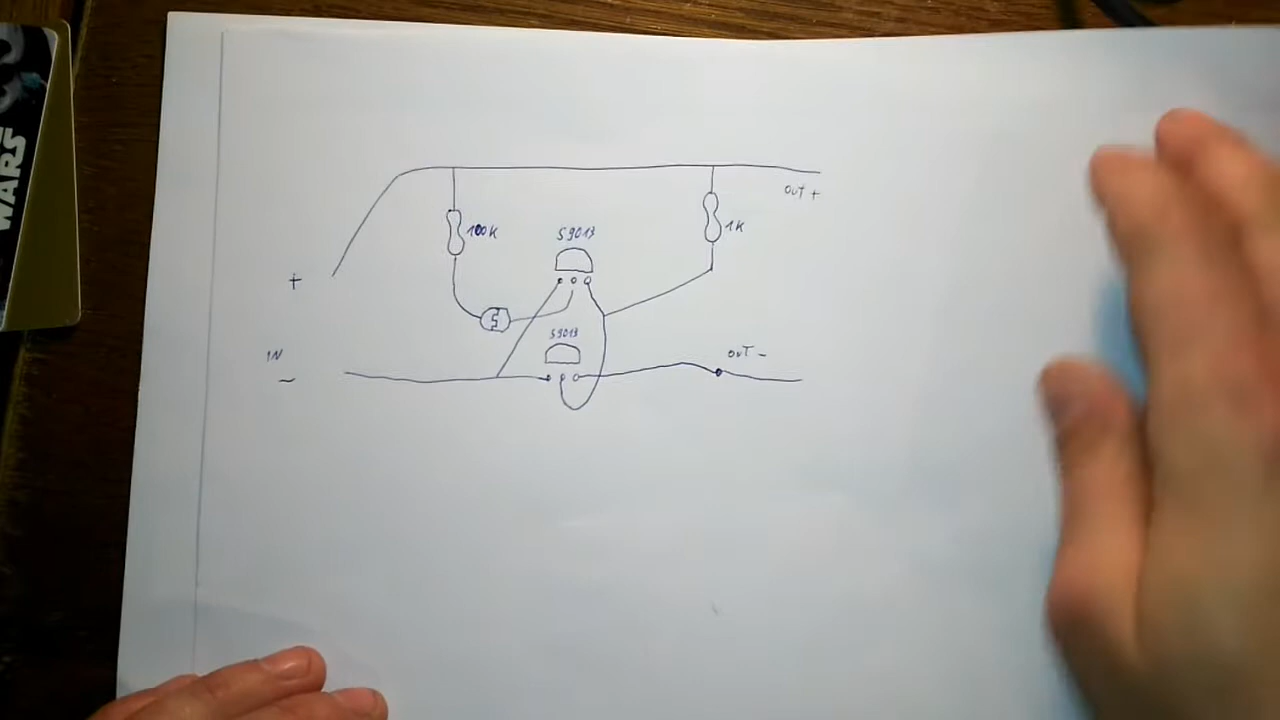 WARS
OUT +
100K
S9013
1K
+
S9013
IN
OUT -
-